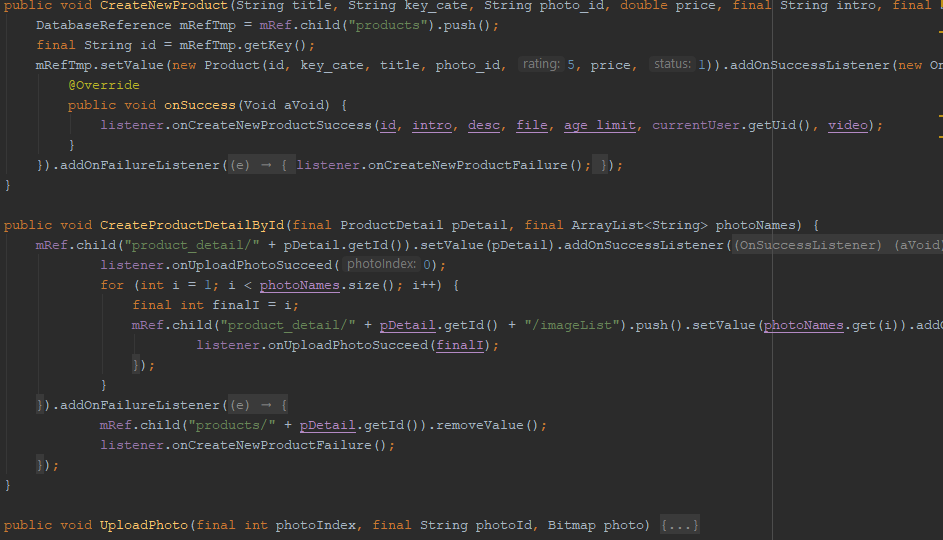 public void CreateNewProduct(String title, String key_cate, String photo_id, double price, final String intro, final
DatabaseReference mRefTmp = mRef.child("products").push();
final String id = mRefTmp.getKey();
mRefTmp.setValue(new Product(id, key_cate, title, photo_id, rating: 5, price, status: 1)).addOnSuccessListener(new On
@Override
public void onSuccess(Void aVoid) {
listener.onCreateNewProductSuccess(id, intro, desc, file, age_limit, currentUser.getUid(), video);
}
}).addOnFailureListener((e) → { listener.onCreateNewProductFailure(); });
}
public void CreateProductDetailById(final ProductDetail pDetail, final ArrayList<String> photoNames) {
mRef.child("product_detail/" + pDetail.getId()).setValue(pDetail).addOnSuccessListener((OnSuccessListener) (aVoid)
listener.onUploadPhotoSucceed( photoIndex: 0);
for (int i = 1; i < photoNames.size(); i++) {
final int finalI = i;
mRef.child("product_detail/" + pDetail.getId() + "/imageList").push().setValue(photoNames.get(i)).addO
listener.onUploadPhotoSucceed(finalI);
});
}
}).addOnFailureListener((e) → {
mRef.child("products/" + pDetail.getId()).removeValue();
listener.onCreateNewProductFailure();
});
}
public void UploadPhoto(final int photoIndex, final String photoId, Bitmap photo) {...}